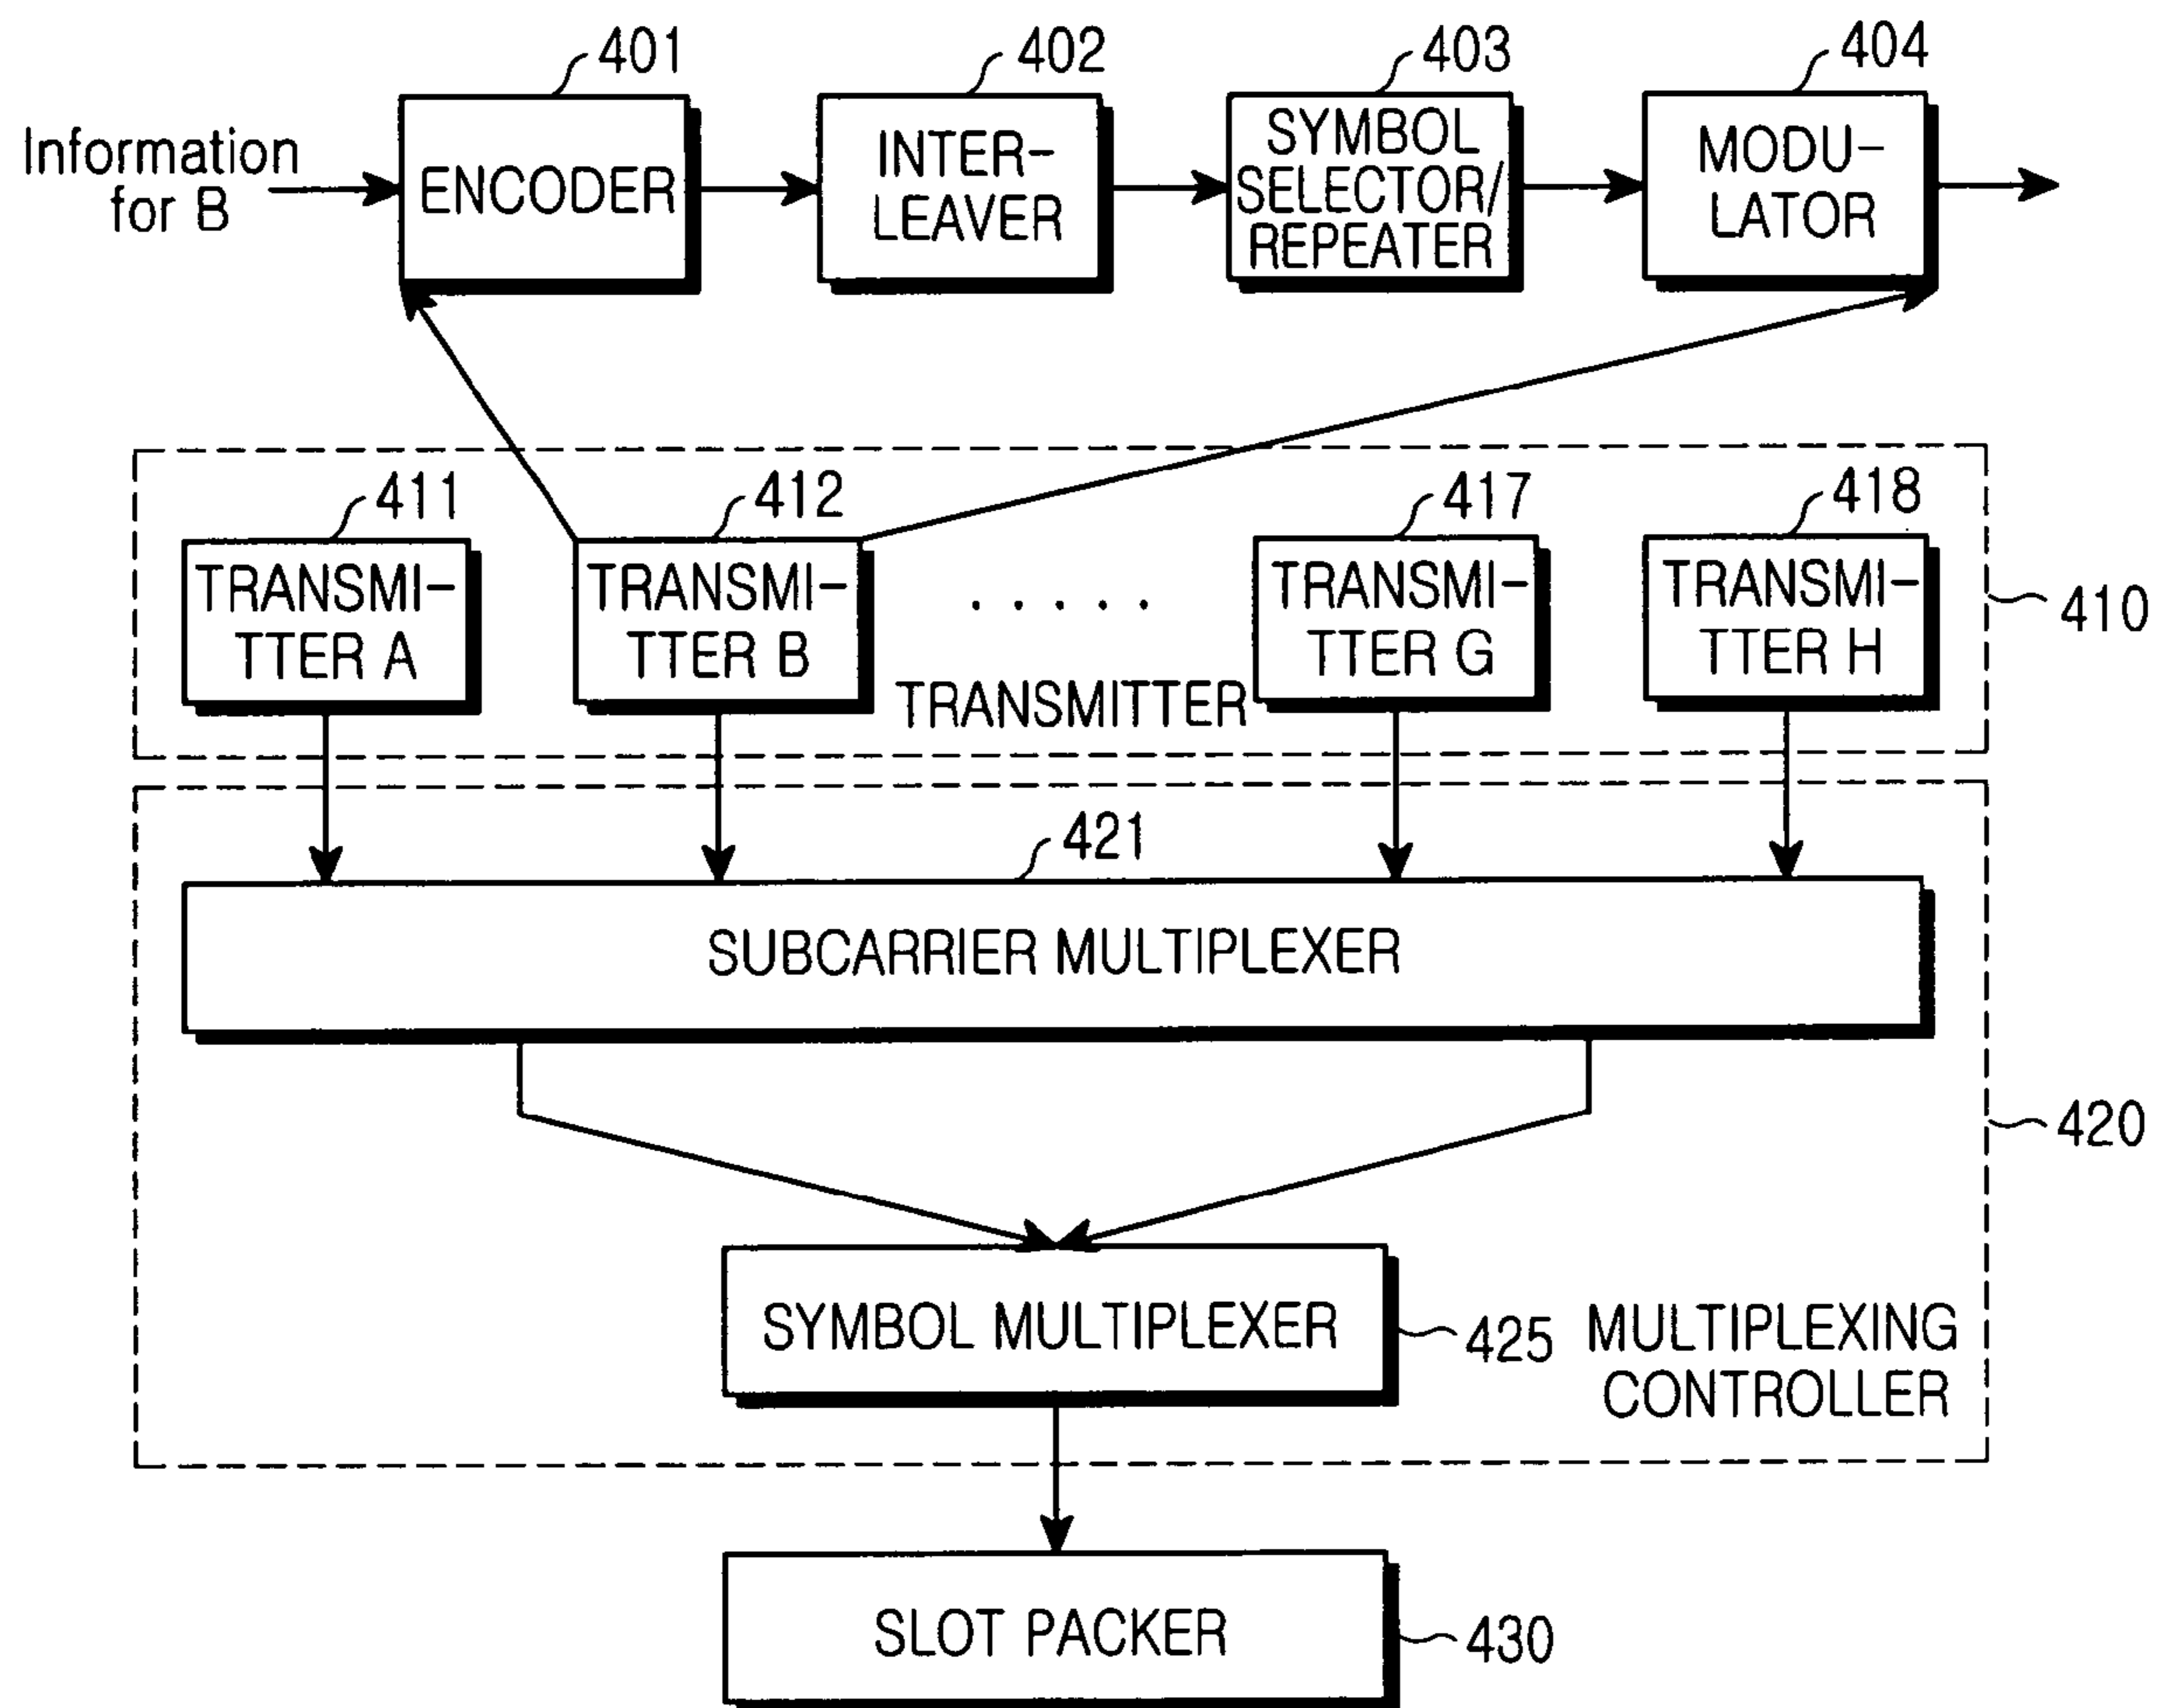 401
402
403
404
Information
for B
ENCODER
INTER-
LEAVER
SYMBOL
SELECTOR/
REPEATER
MODU-
LATOR
411
412
417
418
TRANSMI-
TTER A
TRANSMI-
TTER B
.....
TRANSMI-
TTER G
TRANSMI-
TTER H
410
TRANSMITTER
421
SUBCARRIER MULTIPLEXER
420
SYMBOL MULTIPLEXER
425
MULTIPLEXING
CONTROLLER
SLOT PACKER
430